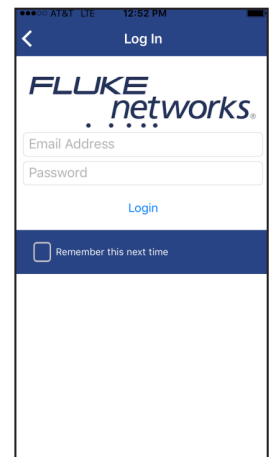 AT&T LTE 12:52 PM
Log In
FLUKE
networks®
Email Address
Password
Login
Remember this next time